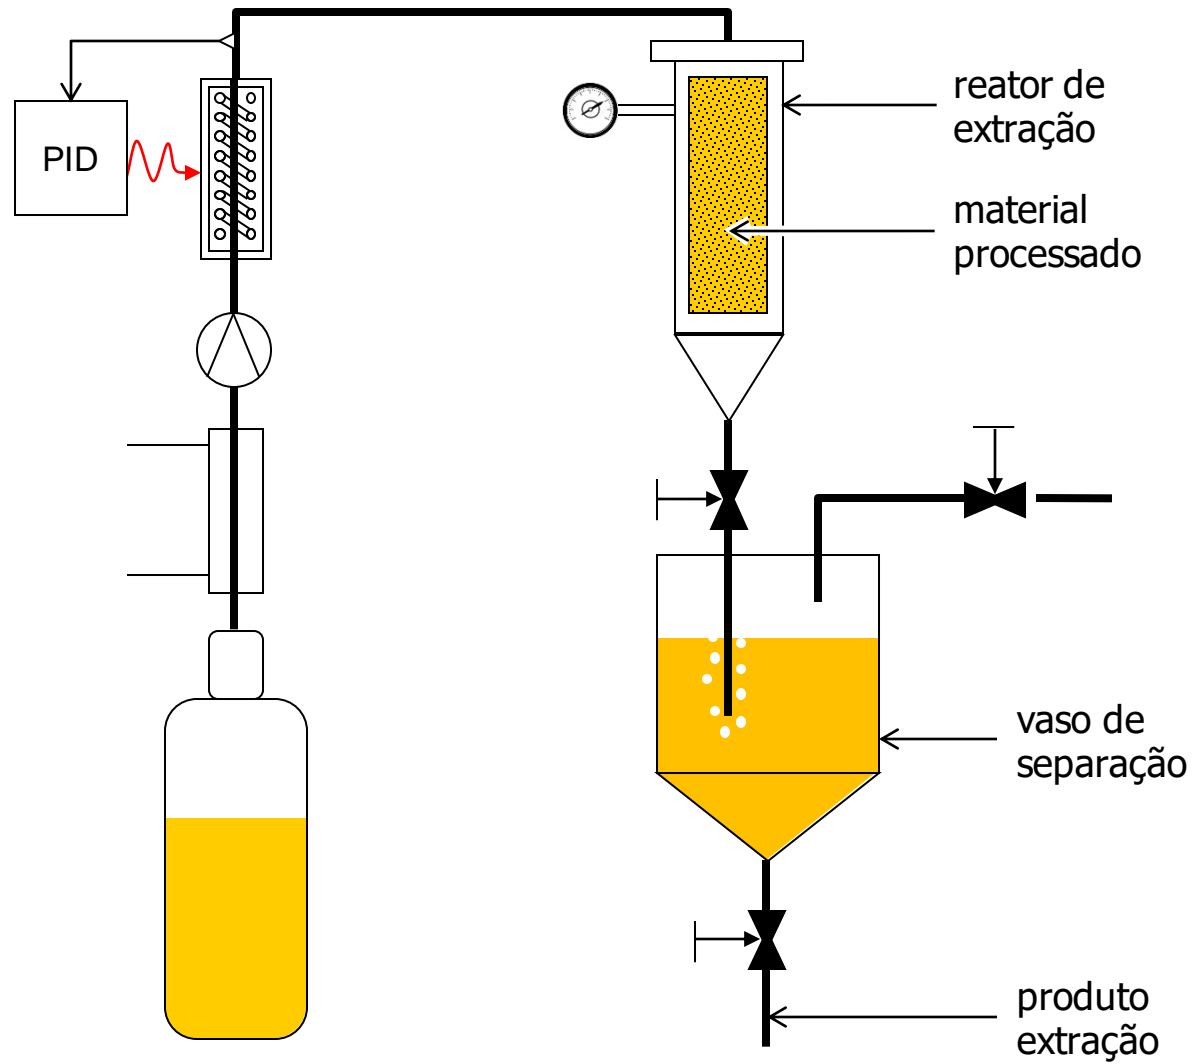 PID
reator de
extração
material
processado
vaso de
separação
produto
extração